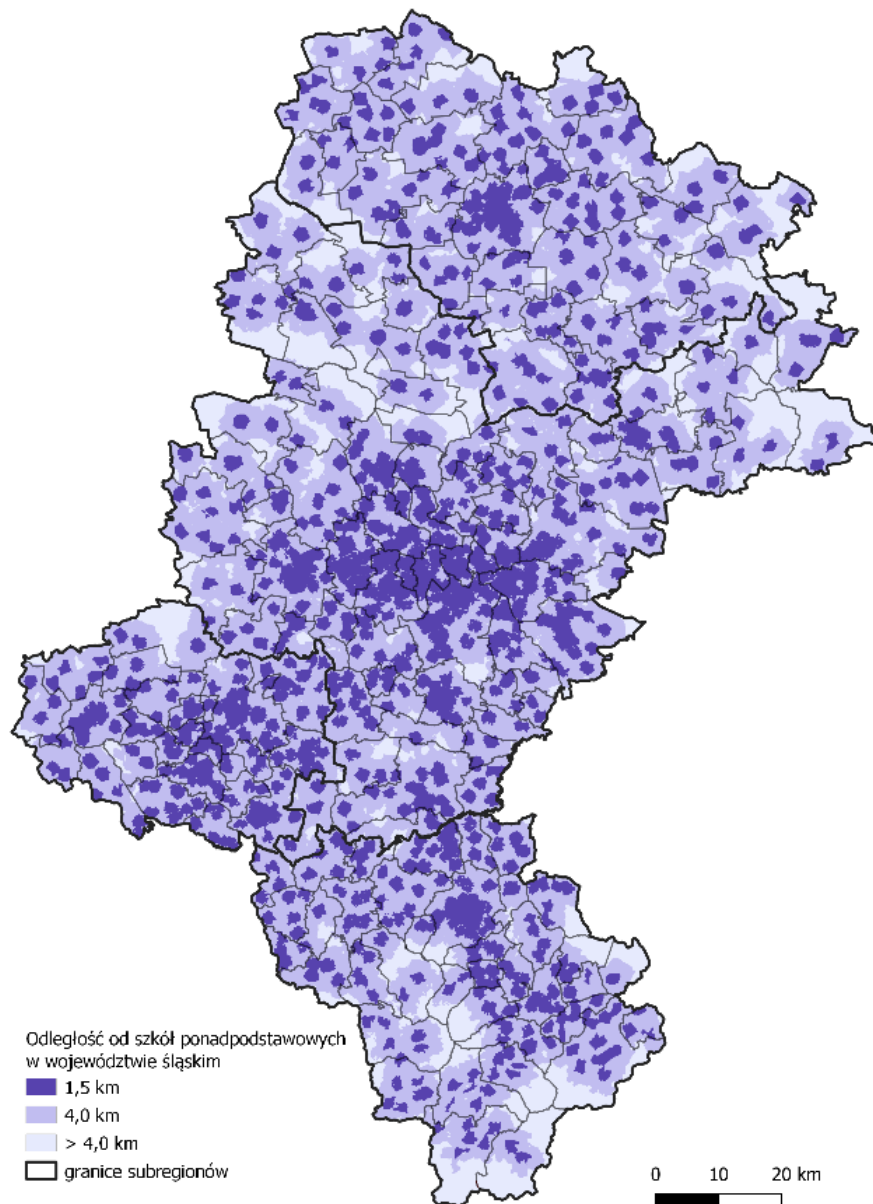 Odległość od szkół ponadpodstawowych
w województwie śląskim
1,5 km
4,0 km
> 4,0 km
granice subregionów
0 10 20 km